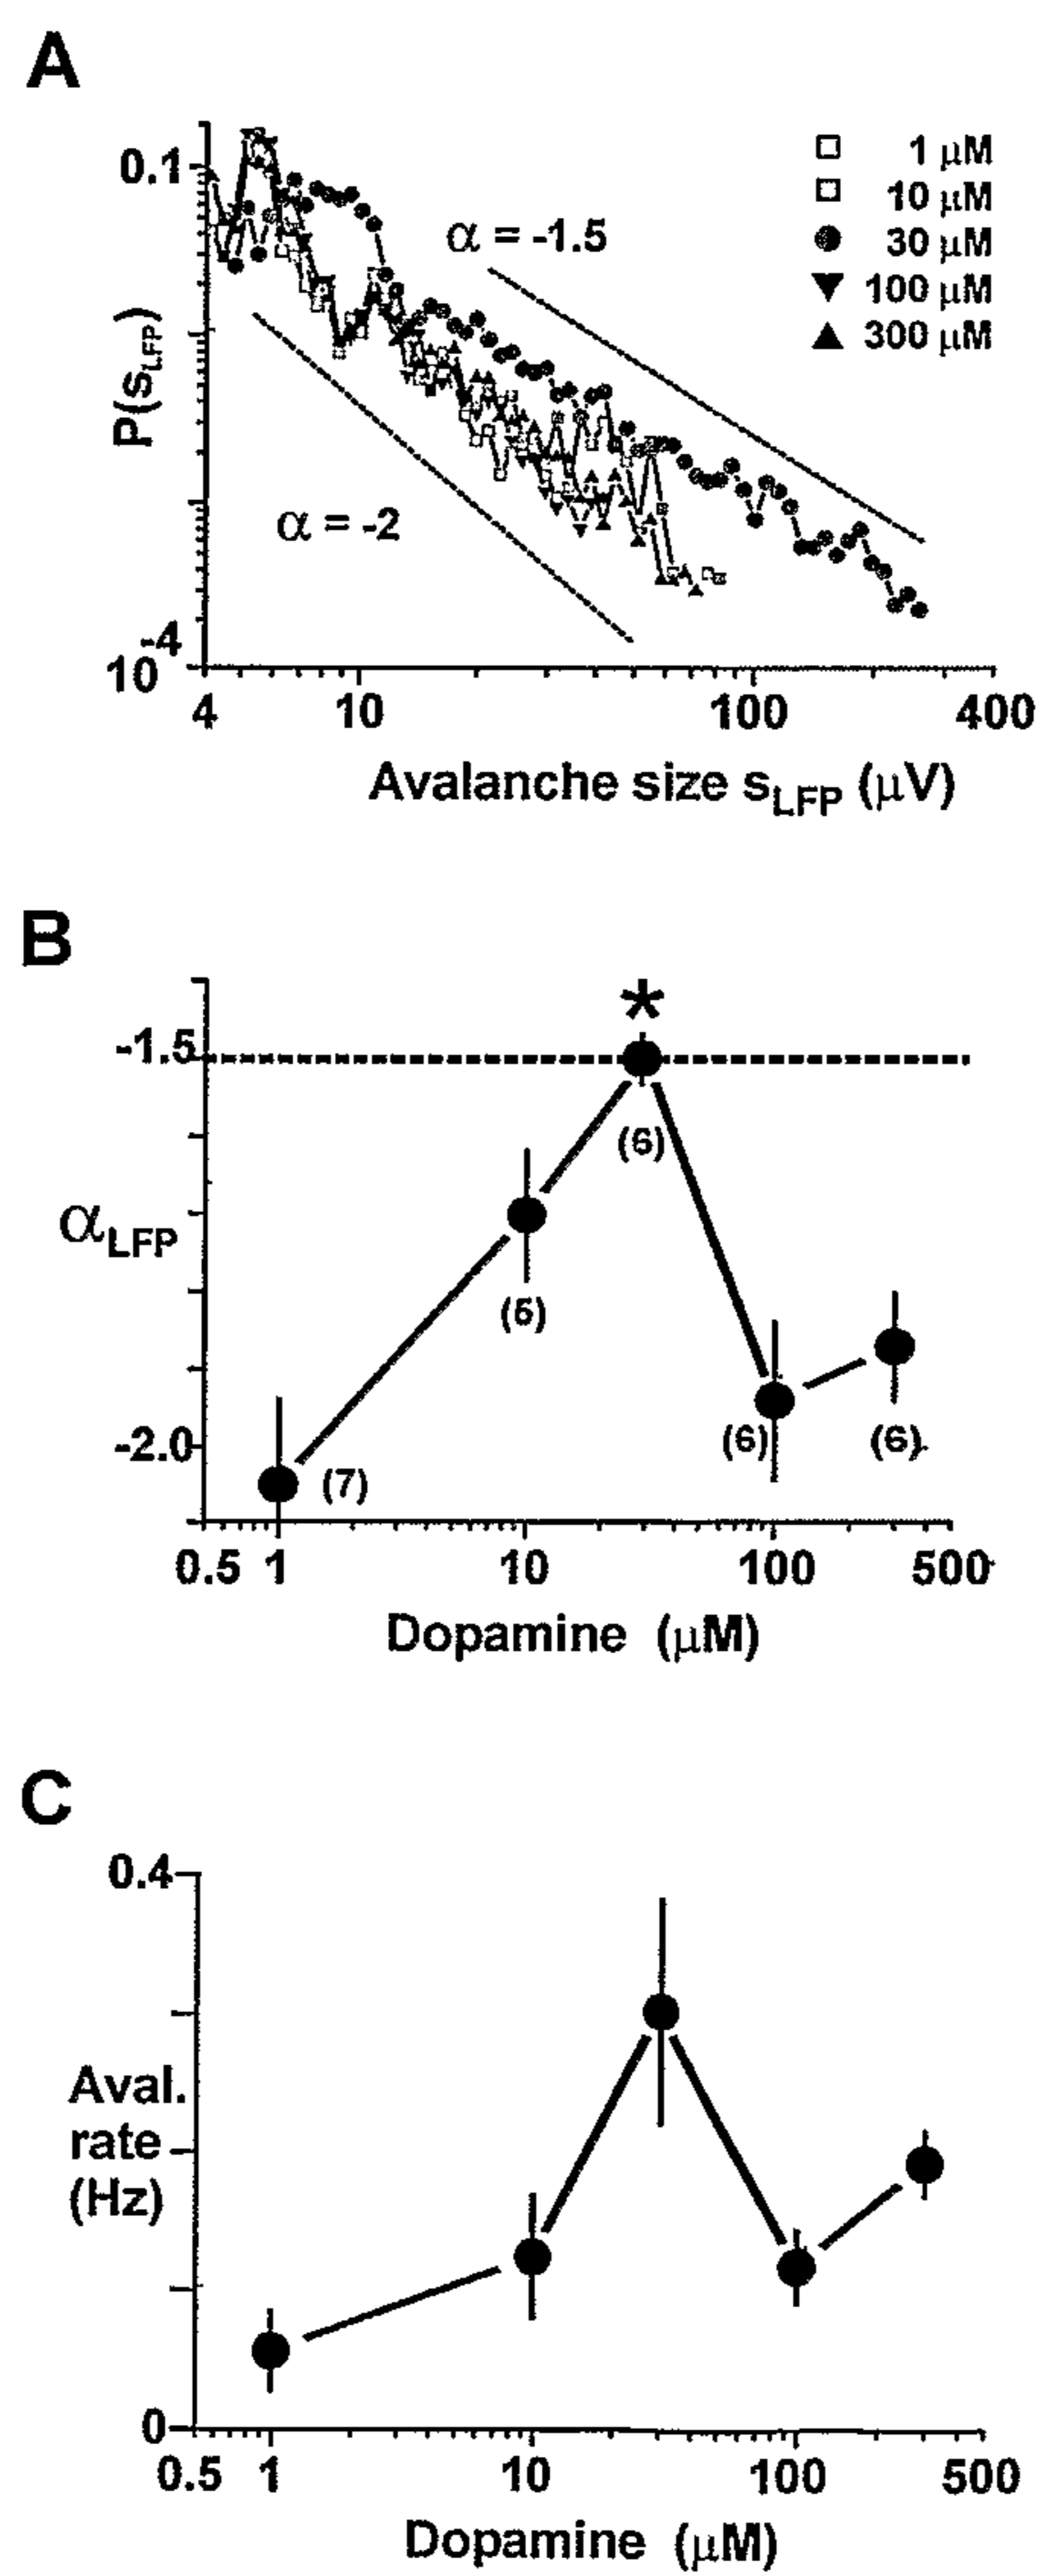 A
0.1
P(sLFP)
10-4
α = -1.5
α = -2
1 μM
10 μM
30 μM
100 μM
300 μM
4 10 100 400
Avalanche size sLFP (μV)
B
*
-1.5
αLFP
-2.0
(7)
(5)
(6)
(6)
(6)
0.5 1 10 100 500
Dopamine (μM)
C
0.4
Aval.
rate
(Hz)
0
0.5 1 10 100 500
Dopamine (μM)